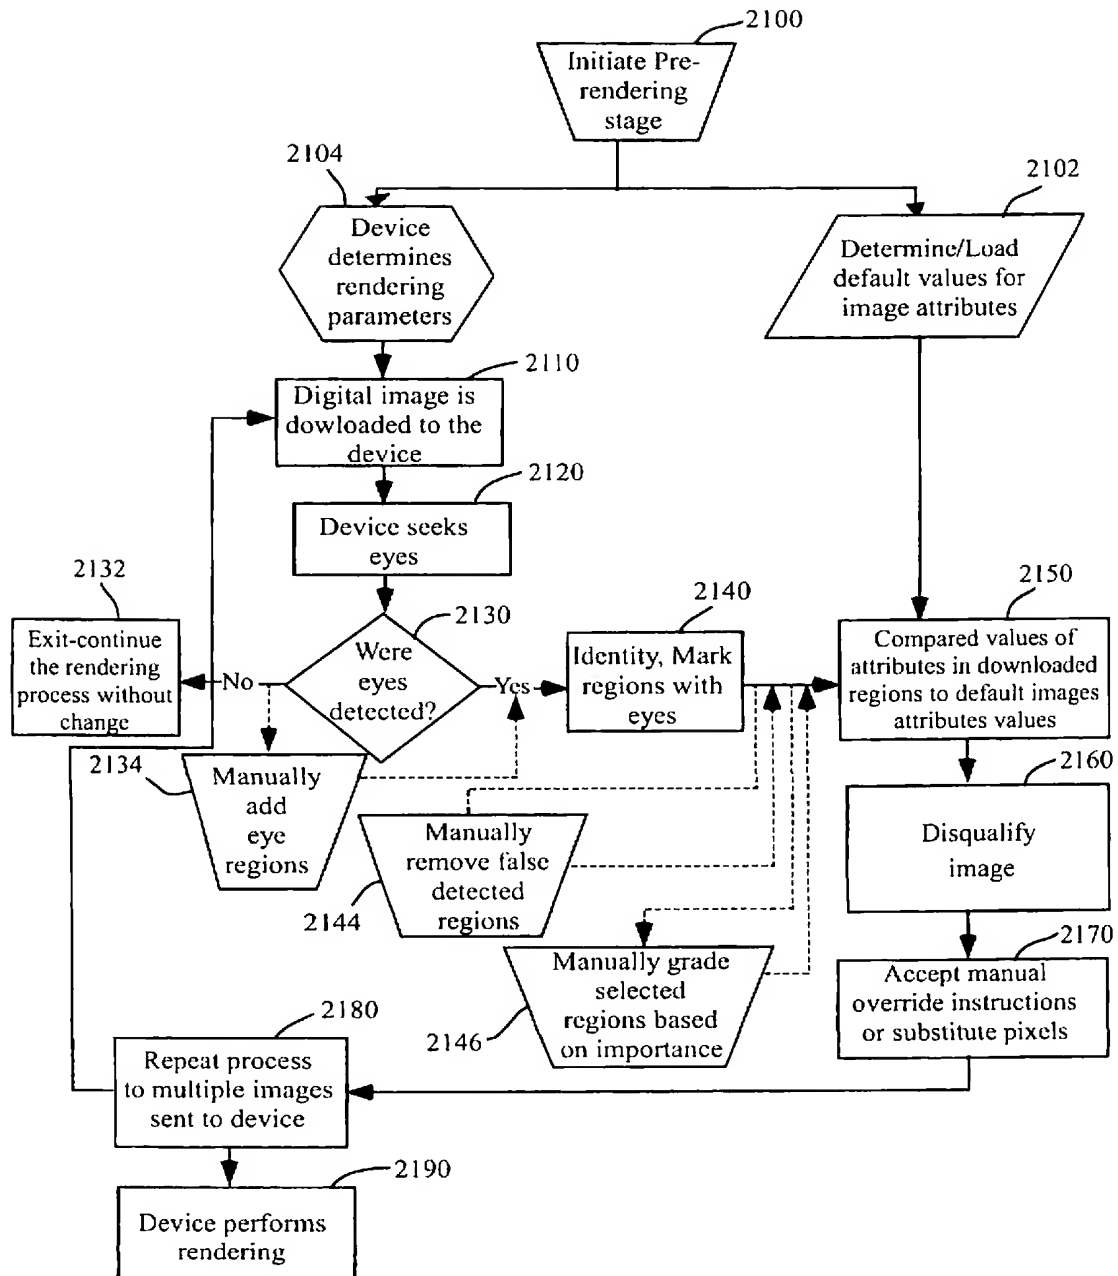 2100
Initiate Pre-
rendering
stage
2104
Device
determines
rendering
parameters
2102
Determine/Load
default values for
image attributes
2110
Digital image is
dowloaded to the
device
2120
Device seeks
eyes
2132
Exit-continue
the rendering
process without
change
No
2130
Were
eyes
detected?
Yes
2140
Identity, Mark
regions with
eyes
2150
Compared values of
attributes in downloaded
regions to default images
attributes values
2134
Manually
add
eye
regions
2144
Manually
remove false
detected
regions
2146
Manually grade
selected
regions based
on importance
2160
Disqualify
image
2170
Accept manual
override instructions
or substitute pixels
2180
Repeat process
to multiple images
sent to device
2190
Device performs
rendering